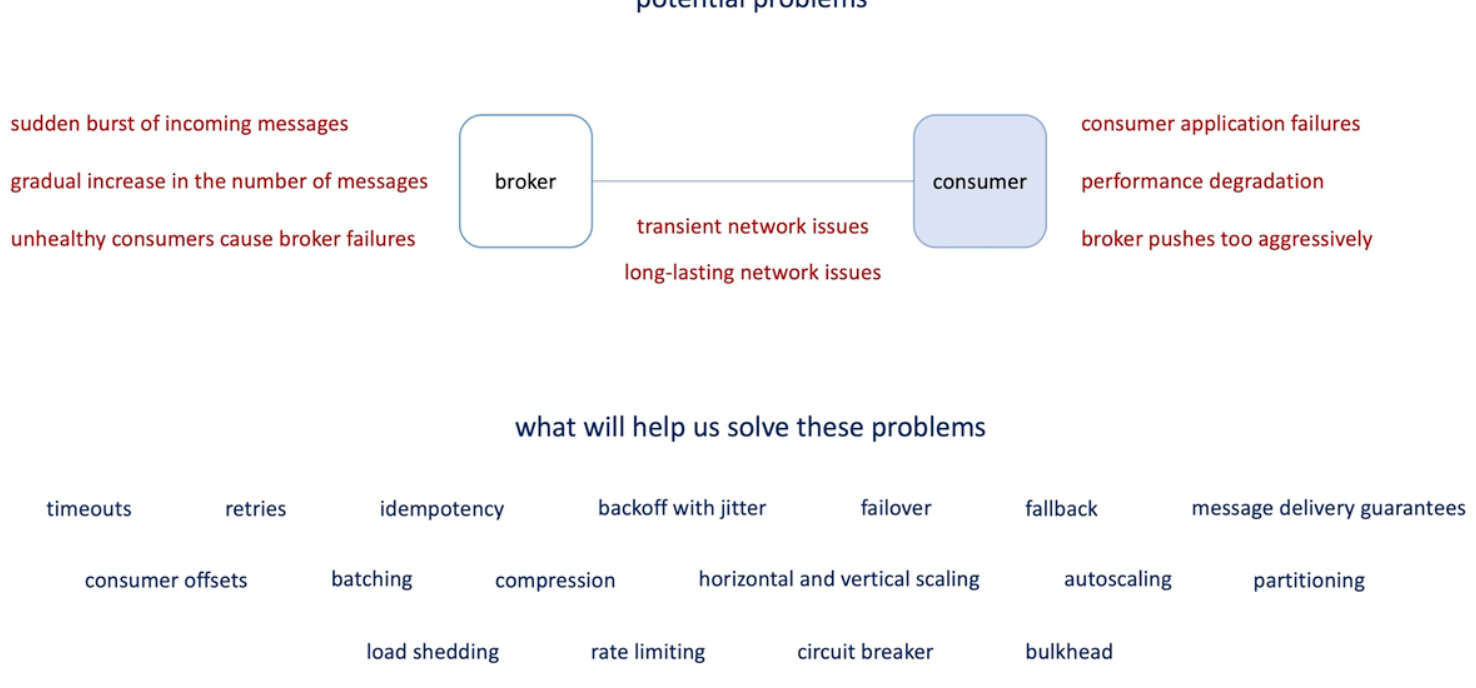 potential problems
sudden burst of incoming messages
gradual increase in the number of messages
unhealthy consumers cause broker failures
broker
transient network issues
long-lasting network issues
consumer
consumer application failures
performance degradation
broker pushes too aggressively
what will help us solve these problems
timeouts retries idempotency backoff with jitter failover fallback message delivery guarantees
consumer offsets batching compression horizontal and vertical scaling autoscaling partitioning
load shedding rate limiting circuit breaker bulkhead